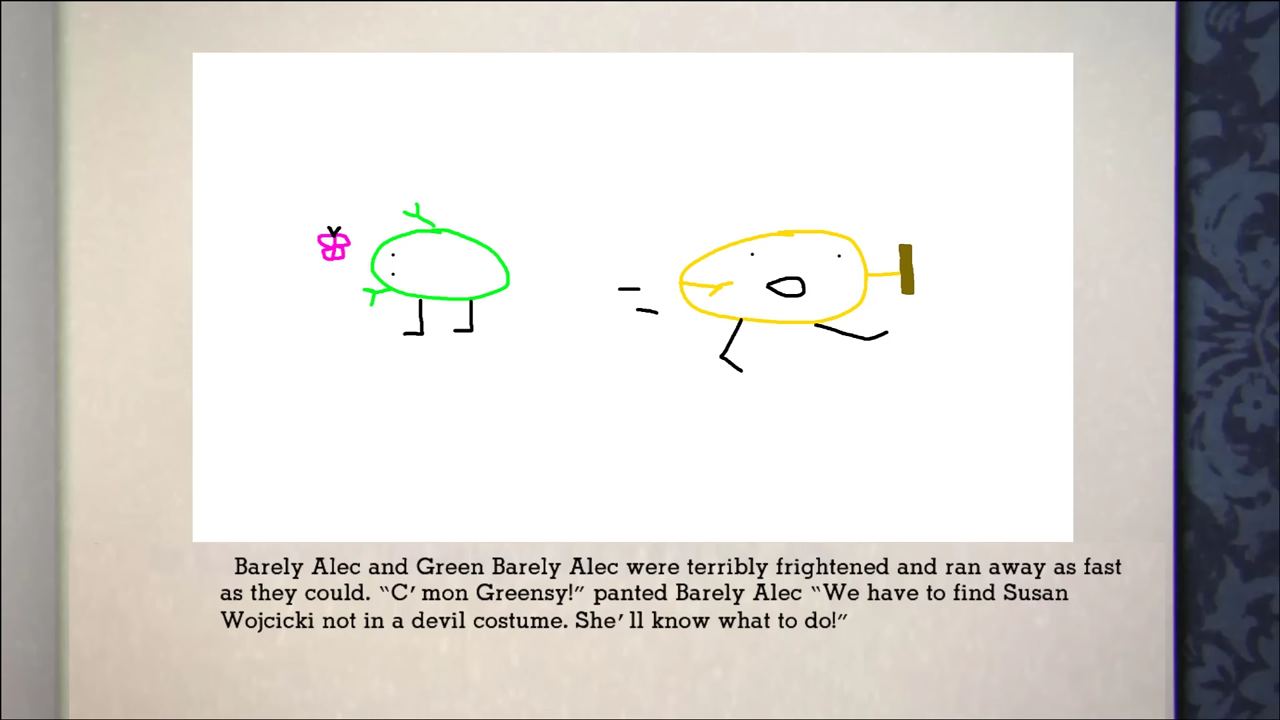 Barely Alec and Green Barely Alec were terribly frightened and ran away as fast
as they could. “C’mon Greensy!” panted Barely Alec “We have to find Susan
Wojcicki not in a devil costume. She’ll know what to do!”